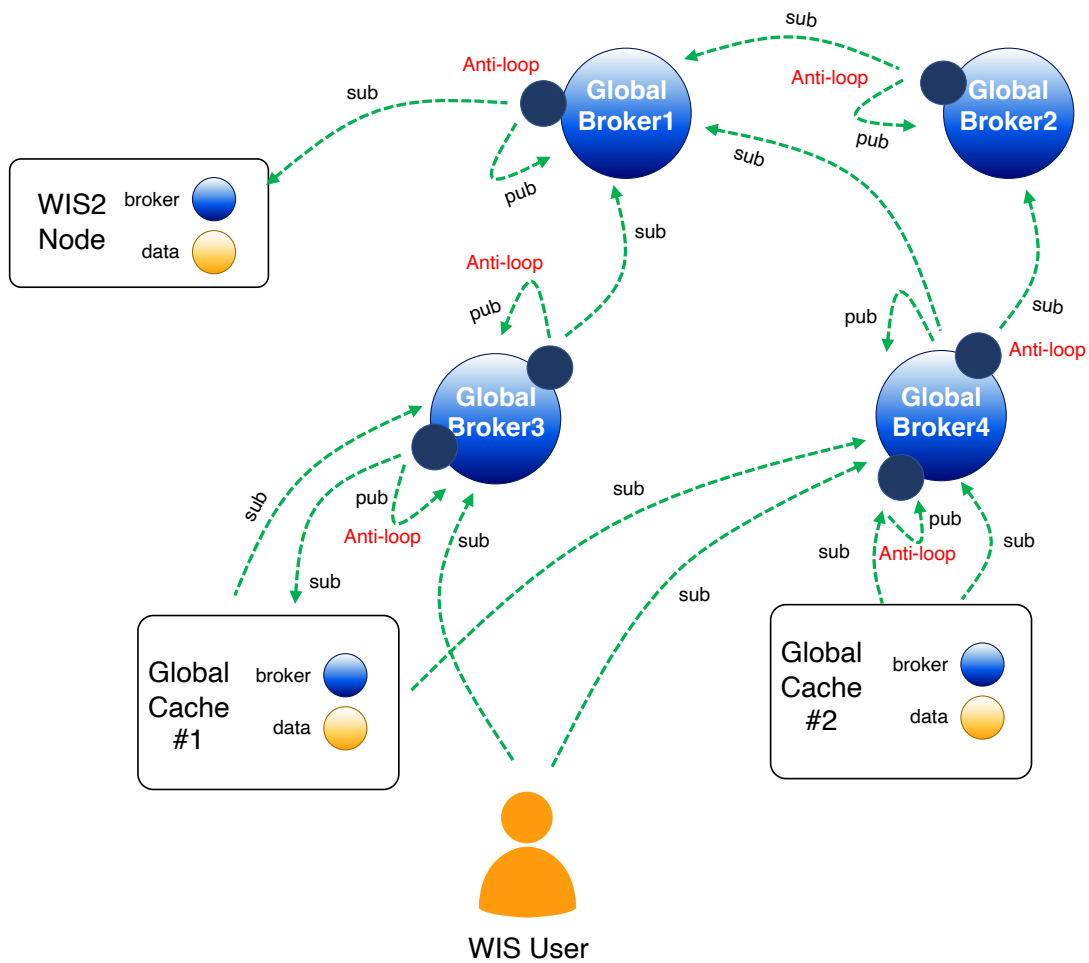 sub
Anti-loop
Global
Broker1
sub
Anti-loop
Global
Broker2
pub
sub
pub
WIS2
Node
broker
data
sub
Anti-loop
pub
sub
pub
sub
Anti-loop
Global
Broker3
Global
Broker4
sub
pub
Anti-loop
sub
sub
sub
pub
Anti-loop
sub
sub
sub
Global
Cache
#1
broker
data
Global
Cache
#2
broker
data
WIS User